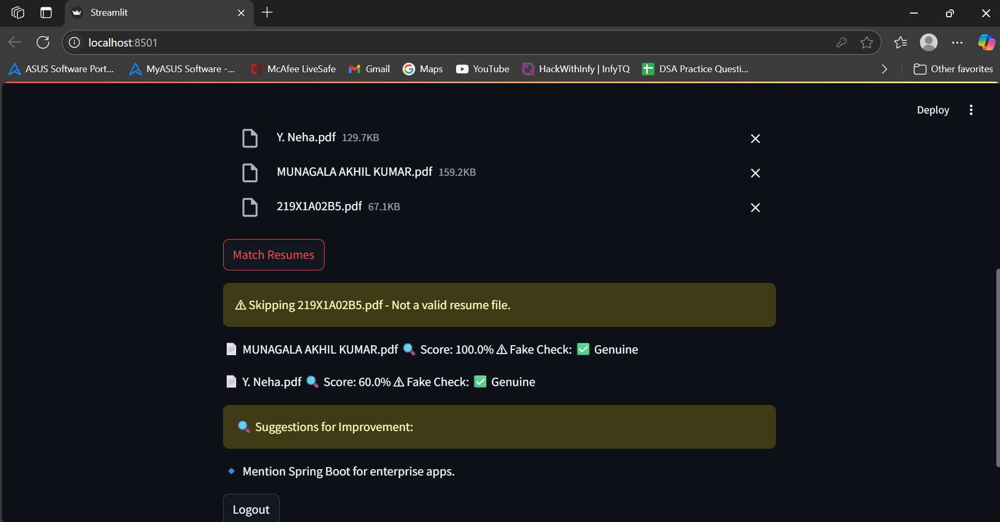 Streamlit
localhost:8501
ASUS Software Port... MyASUS Software -... McAfee LiveSafe Gmail Maps YouTube HackWithInfy | InfyTQ DSA Practice Questi... Other favorites
Deploy
Y. Neha.pdf 129.7KB
MUNAGALA AKHIL KUMAR.pdf 159.2KB
219X1A02B5.pdf 67.1KB
Match Resumes
⚠ Skipping 219X1A02B5.pdf - Not a valid resume file.
📄 MUNAGALA AKHIL KUMAR.pdf 🔍 Score: 100.0% ⚠ Fake Check: ✅ Genuine
📄 Y. Neha.pdf 🔍 Score: 60.0% ⚠ Fake Check: ✅ Genuine
🔍 Suggestions for Improvement:
🔹 Mention Spring Boot for enterprise apps.
Logout